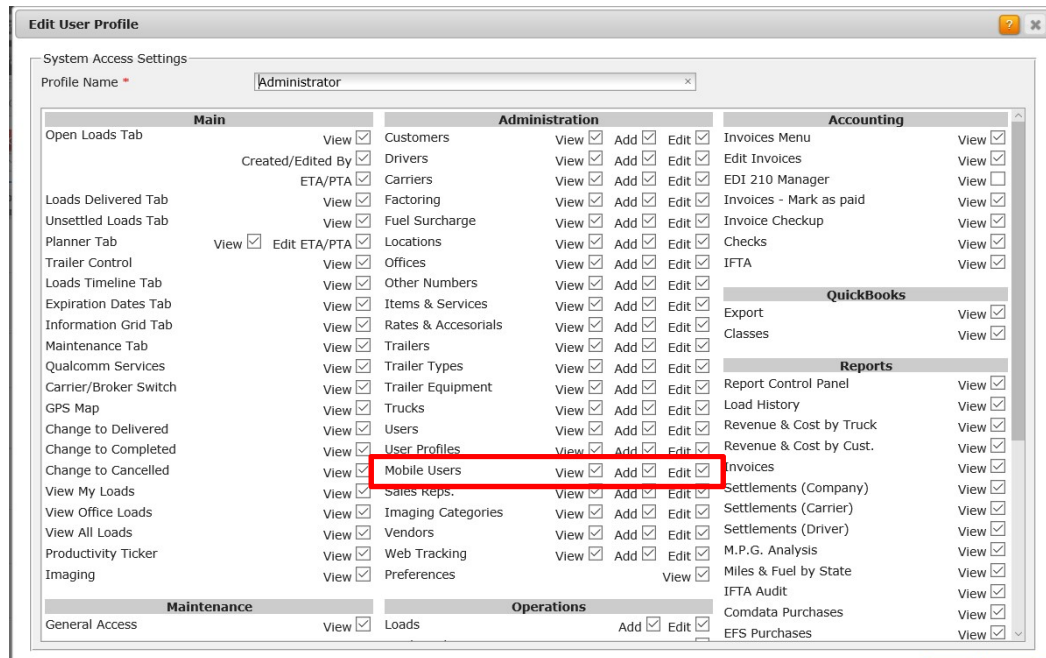 Edit User Profile
?
System Access Settings
Profile Name *
Administrator
Main
Open Loads Tab View
Created/Edited By
ETA/PTA
Loads Delivered Tab View
Unsettled Loads Tab View
Planner Tab View Edit ETA/PTA
Trailer Control View
Loads Timeline Tab View
Expiration Dates Tab View
Information Grid Tab View
Maintenance Tab View
Qualcomm Services View
Carrier/Broker Switch View
GPS Map View
Change to Delivered View
Change to Completed View
Change to Cancelled View
View My Loads View
View Office Loads View
View All Loads View
Productivity Ticker View
Imaging View
Maintenance
General Access View
Administration
Customers View Add Edit
Drivers View Add Edit
Carriers View Add Edit
Factoring View Add Edit
Fuel Surcharge View Add Edit
Locations View Add Edit
Offices View Add Edit
Other Numbers View Add Edit
Items & Services View Add Edit
Rates & Accesorials View Add Edit
Trailers View Add Edit
Trailer Types View Add Edit
Trailer Equipment View Add Edit
Trucks View Add Edit
Users View Add Edit
User Profiles View Add Edit
Mobile Users View Add Edit
Sales Reps. View Add Edit
Imaging Categories View Add Edit
Vendors View Add Edit
Web Tracking View Add Edit
Preferences View
Operations
Loads Add Edit
Accounting
Invoices Menu View
Edit Invoices View
EDI 210 Manager View
Invoices - Mark as paid View
Invoice Checkup View
Checks View
IFTA View
QuickBooks
Export View
Classes View
Reports
Report Control Panel View
Load History View
Revenue & Cost by Truck View
Revenue & Cost by Cust. View
Invoices View
Settlements (Company) View
Settlements (Carrier) View
Settlements (Driver) View
M.P.G. Analysis View
Miles & Fuel by State View
IFTA Audit View
Comdata Purchases View
EFS Purchases View